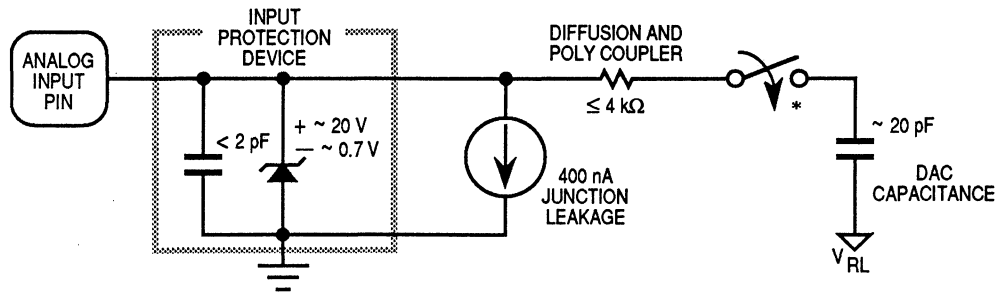 ANALOG
INPUT
PIN
INPUT
PROTECTION
DEVICE
< 2 pF
+ ~ 20 V
— ~ 0.7 V
400 nA
JUNCTION
LEAKAGE
DIFFUSION AND
POLY COUPLER
≤ 4 kΩ
*
~ 20 pF
DAC
CAPACITANCE
VRL